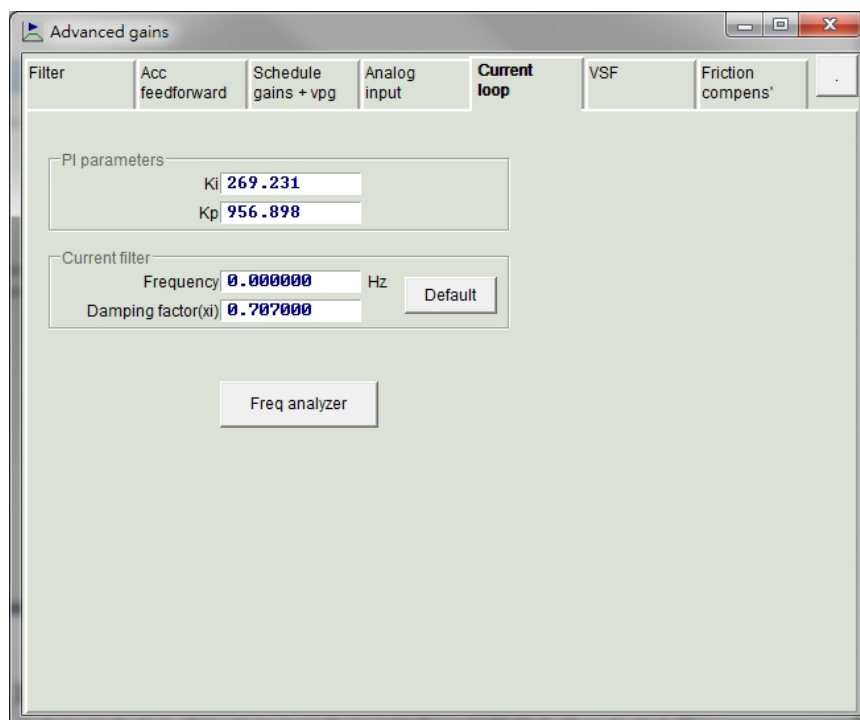 Advanced gains
Filter
Acc
feedforward
Schedule
gains + vpg
Analog
input
Current
loop
VSF
Friction
compens'
.
PI parameters
Ki 269.231
Kp 956.898
Current filter
Frequency 0.000000 Hz
Default
Damping factor(xi) 0.707000
Freq analyzer